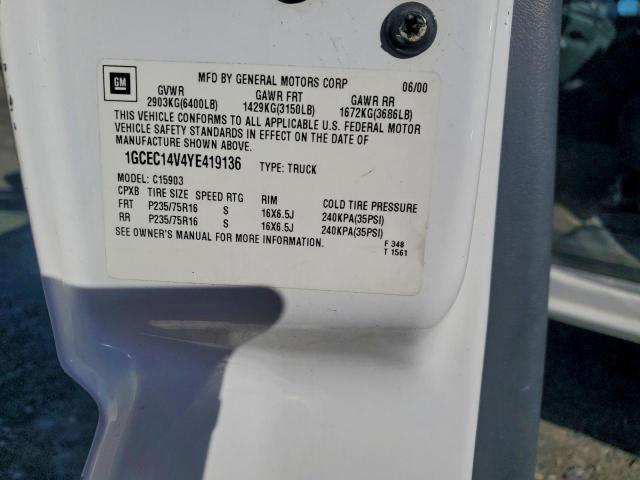 GM
MFD BY GENERAL MOTORS CORP 06/00
GVWR GAWR FRT GAWR RR
2903KG(6400LB) 1429KG(3150LB) 1672KG(3686LB)
THIS VEHICLE CONFORMS TO ALL APPLICABLE U.S. FEDERAL MOTOR
VEHICLE SAFETY STANDARDS IN EFFECT ON THE DATE OF
MANUFACTURE SHOWN ABOVE.
1GCEC14V4YE419136 TYPE: TRUCK
MODEL: C15903
CPXB TIRE SIZE SPEED RTG RIM COLD TIRE PRESSURE
FRT P235/75R16 S 16X6.5J 240KPA(35PSI)
RR P235/75R16 S 16X6.5J 240KPA(35PSI)
SEE OWNER'S MANUAL FOR MORE INFORMATION.
F 348
T 1561